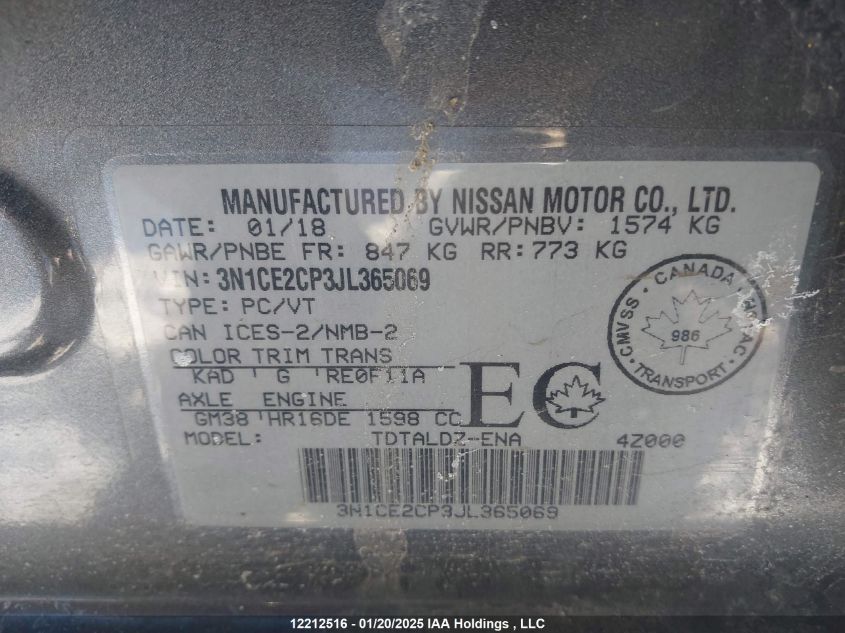 MANUFACTURED BY NISSAN MOTOR CO., LTD.
DATE: 01/18 GVWR/PNBV: 1574 KG
GAWR/PNBE FR: 847 KG RR: 773 KG
VIN: 3N1CE2CP3JL365069
TYPE: PC/VT
CAN ICES-2/NMB-2
COLOR TRIM TRANS
KAD ' G 'RE0F11A
AXLE ENGINE
GM38 'HR16DE 1598 CC
MODEL: TDTALDZ-ENA 4Z000
EC
CANADA
CMVSS • NSVAC
986
TRANSPORT
3N1CE2CP3JL365069
12212516 - 01/20/2025 IAA Holdings , LLC